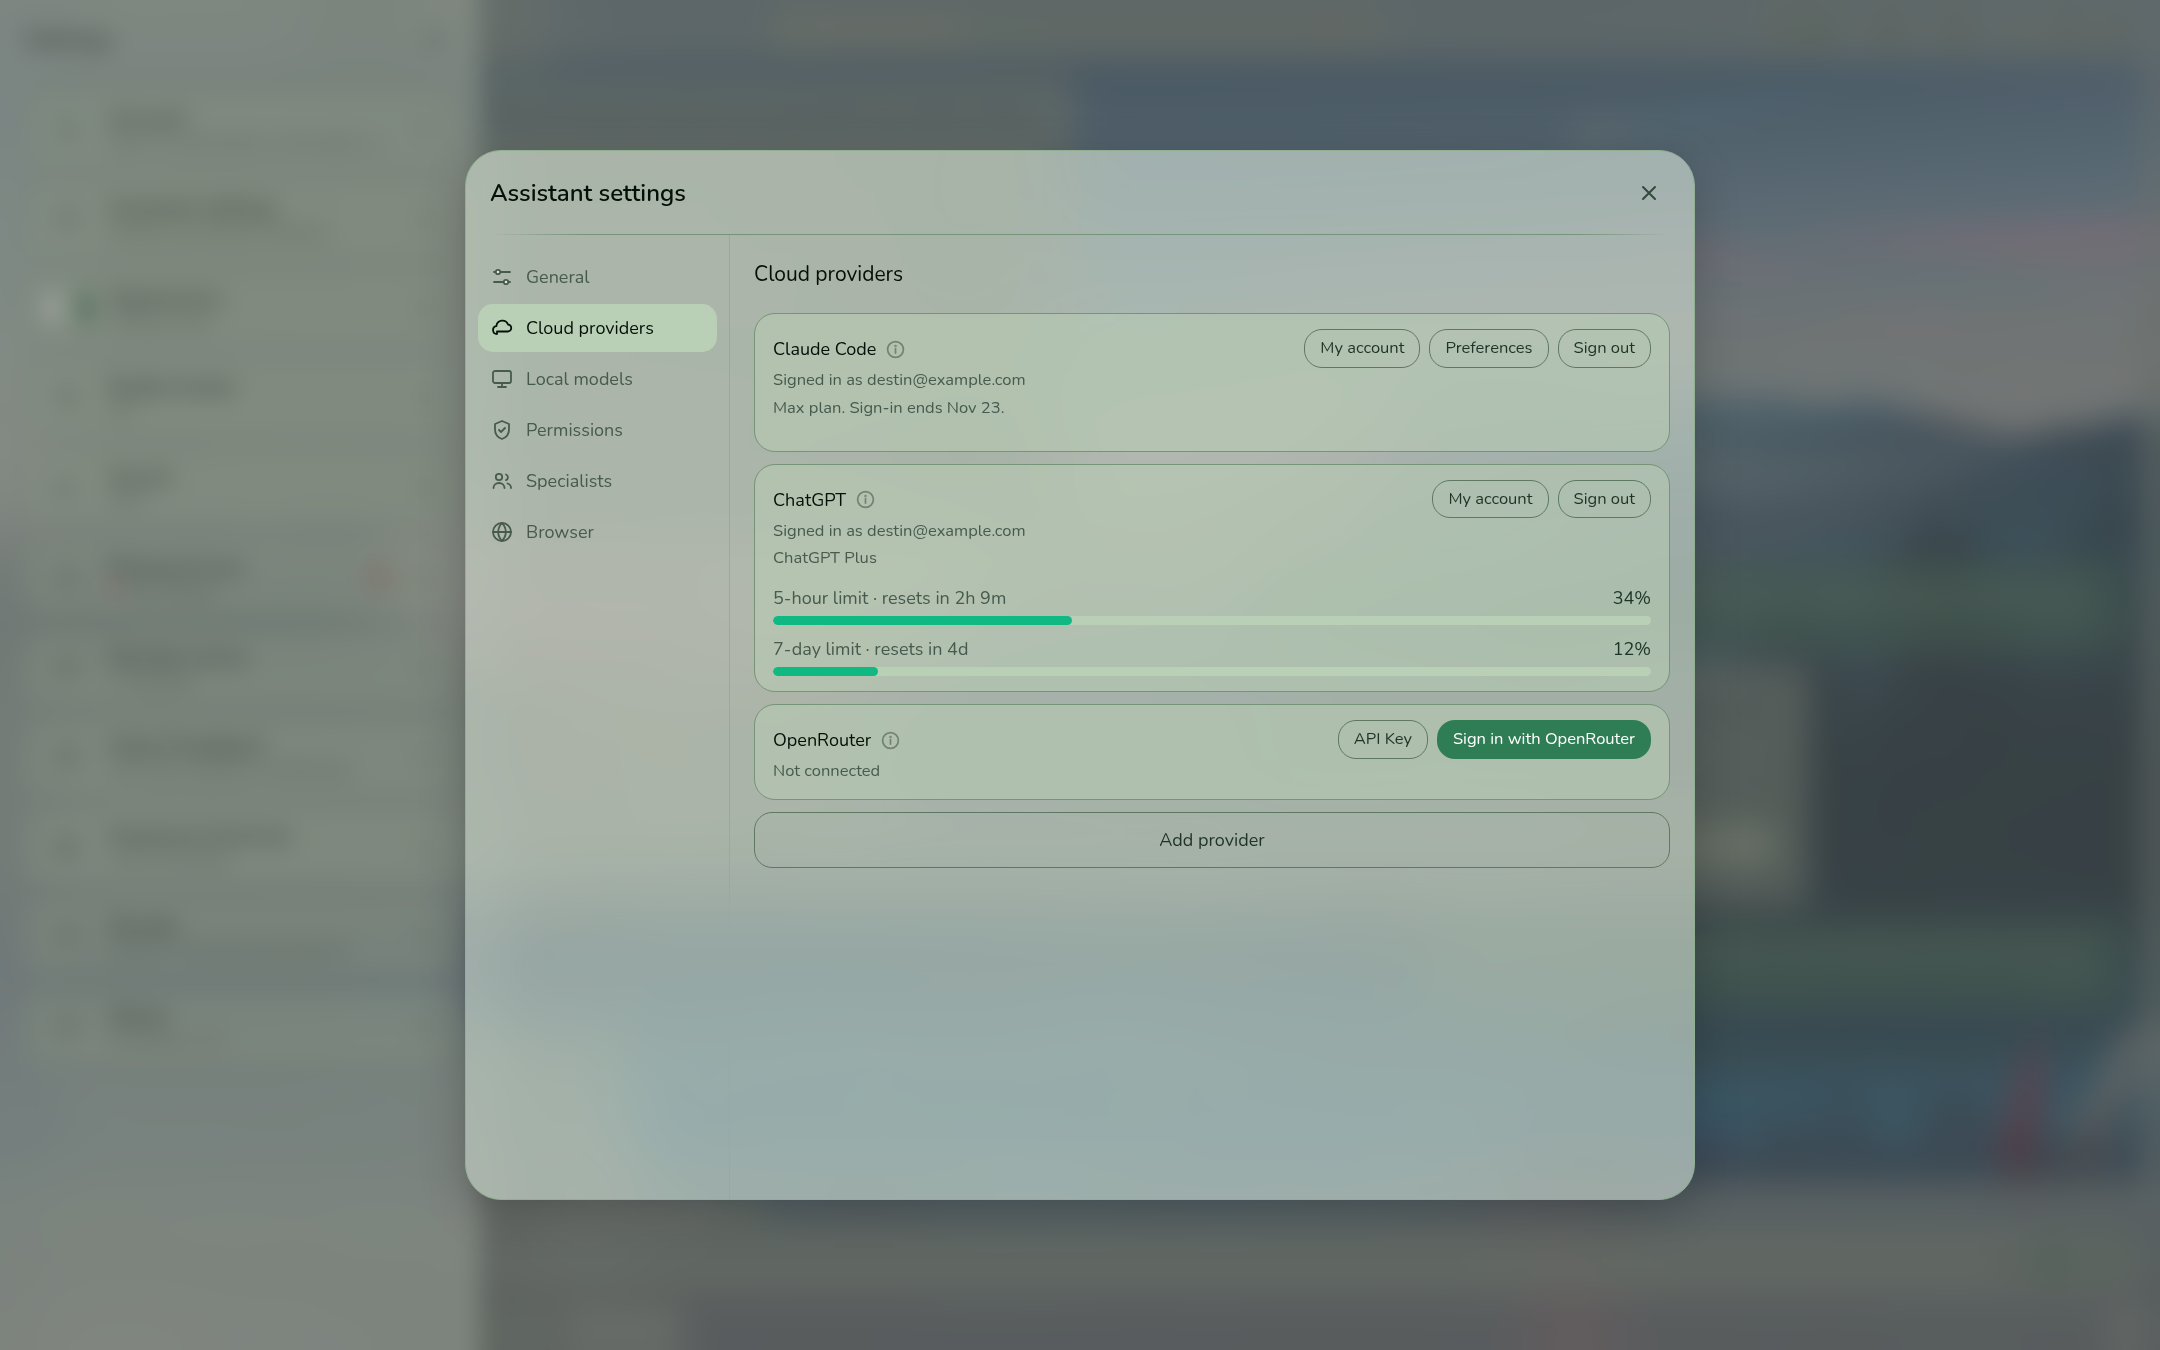 Assistant settings
General
Cloud providers
Local models
Permissions
Specialists
Browser
Cloud providers
Claude Code
My account
Preferences
Sign out
Signed in as destin@example.com
Max plan. Sign-in ends Nov 23.
ChatGPT
My account
Sign out
Signed in as destin@example.com
ChatGPT Plus
5-hour limit · resets in 2h 9m
34%
7-day limit · resets in 4d
12%
OpenRouter
API Key
Sign in with OpenRouter
Not connected
Add provider